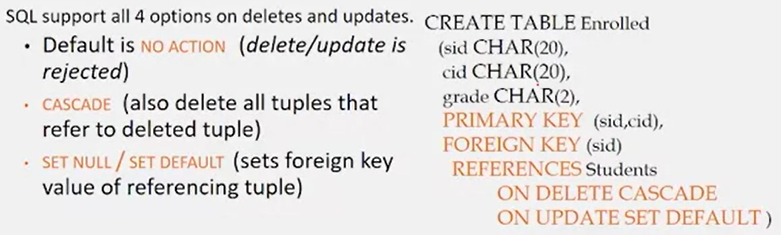 SQL support all 4 options on deletes and updates.
• Default is NO ACTION (delete/update is
rejected)
• CASCADE (also delete all tuples that
refer to deleted tuple)
• SET NULL / SET DEFAULT (sets foreign key
value of referencing tuple)
CREATE TABLE Enrolled
(sid CHAR(20),
cid CHAR(20),
grade CHAR(2),
PRIMARY KEY (sid,cid),
FOREIGN KEY (sid)
REFERENCES Students
ON DELETE CASCADE
ON UPDATE SET DEFAULT )